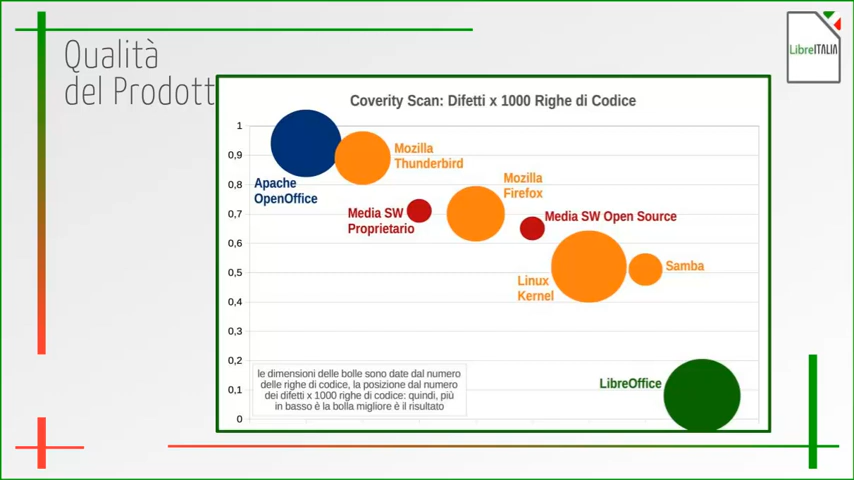 Qualità
del Prodott
LibreITALIA
Coverity Scan: Difetti x 1000 Righe di Codice
1
0,9
0,8
0,7
0,6
0,5
0,4
0,3
0,2
0,1
0
Apache
OpenOffice
Mozilla
Thunderbird
Media SW
Proprietario
Mozilla
Firefox
Media SW Open Source
Linux
Kernel
Samba
LibreOffice
le dimensioni delle bolle sono date dal numero
delle righe di codice, la posizione dal numero
dei difetti x 1000 righe di codice: quindi, più
in basso è la bolla migliore è il risultato